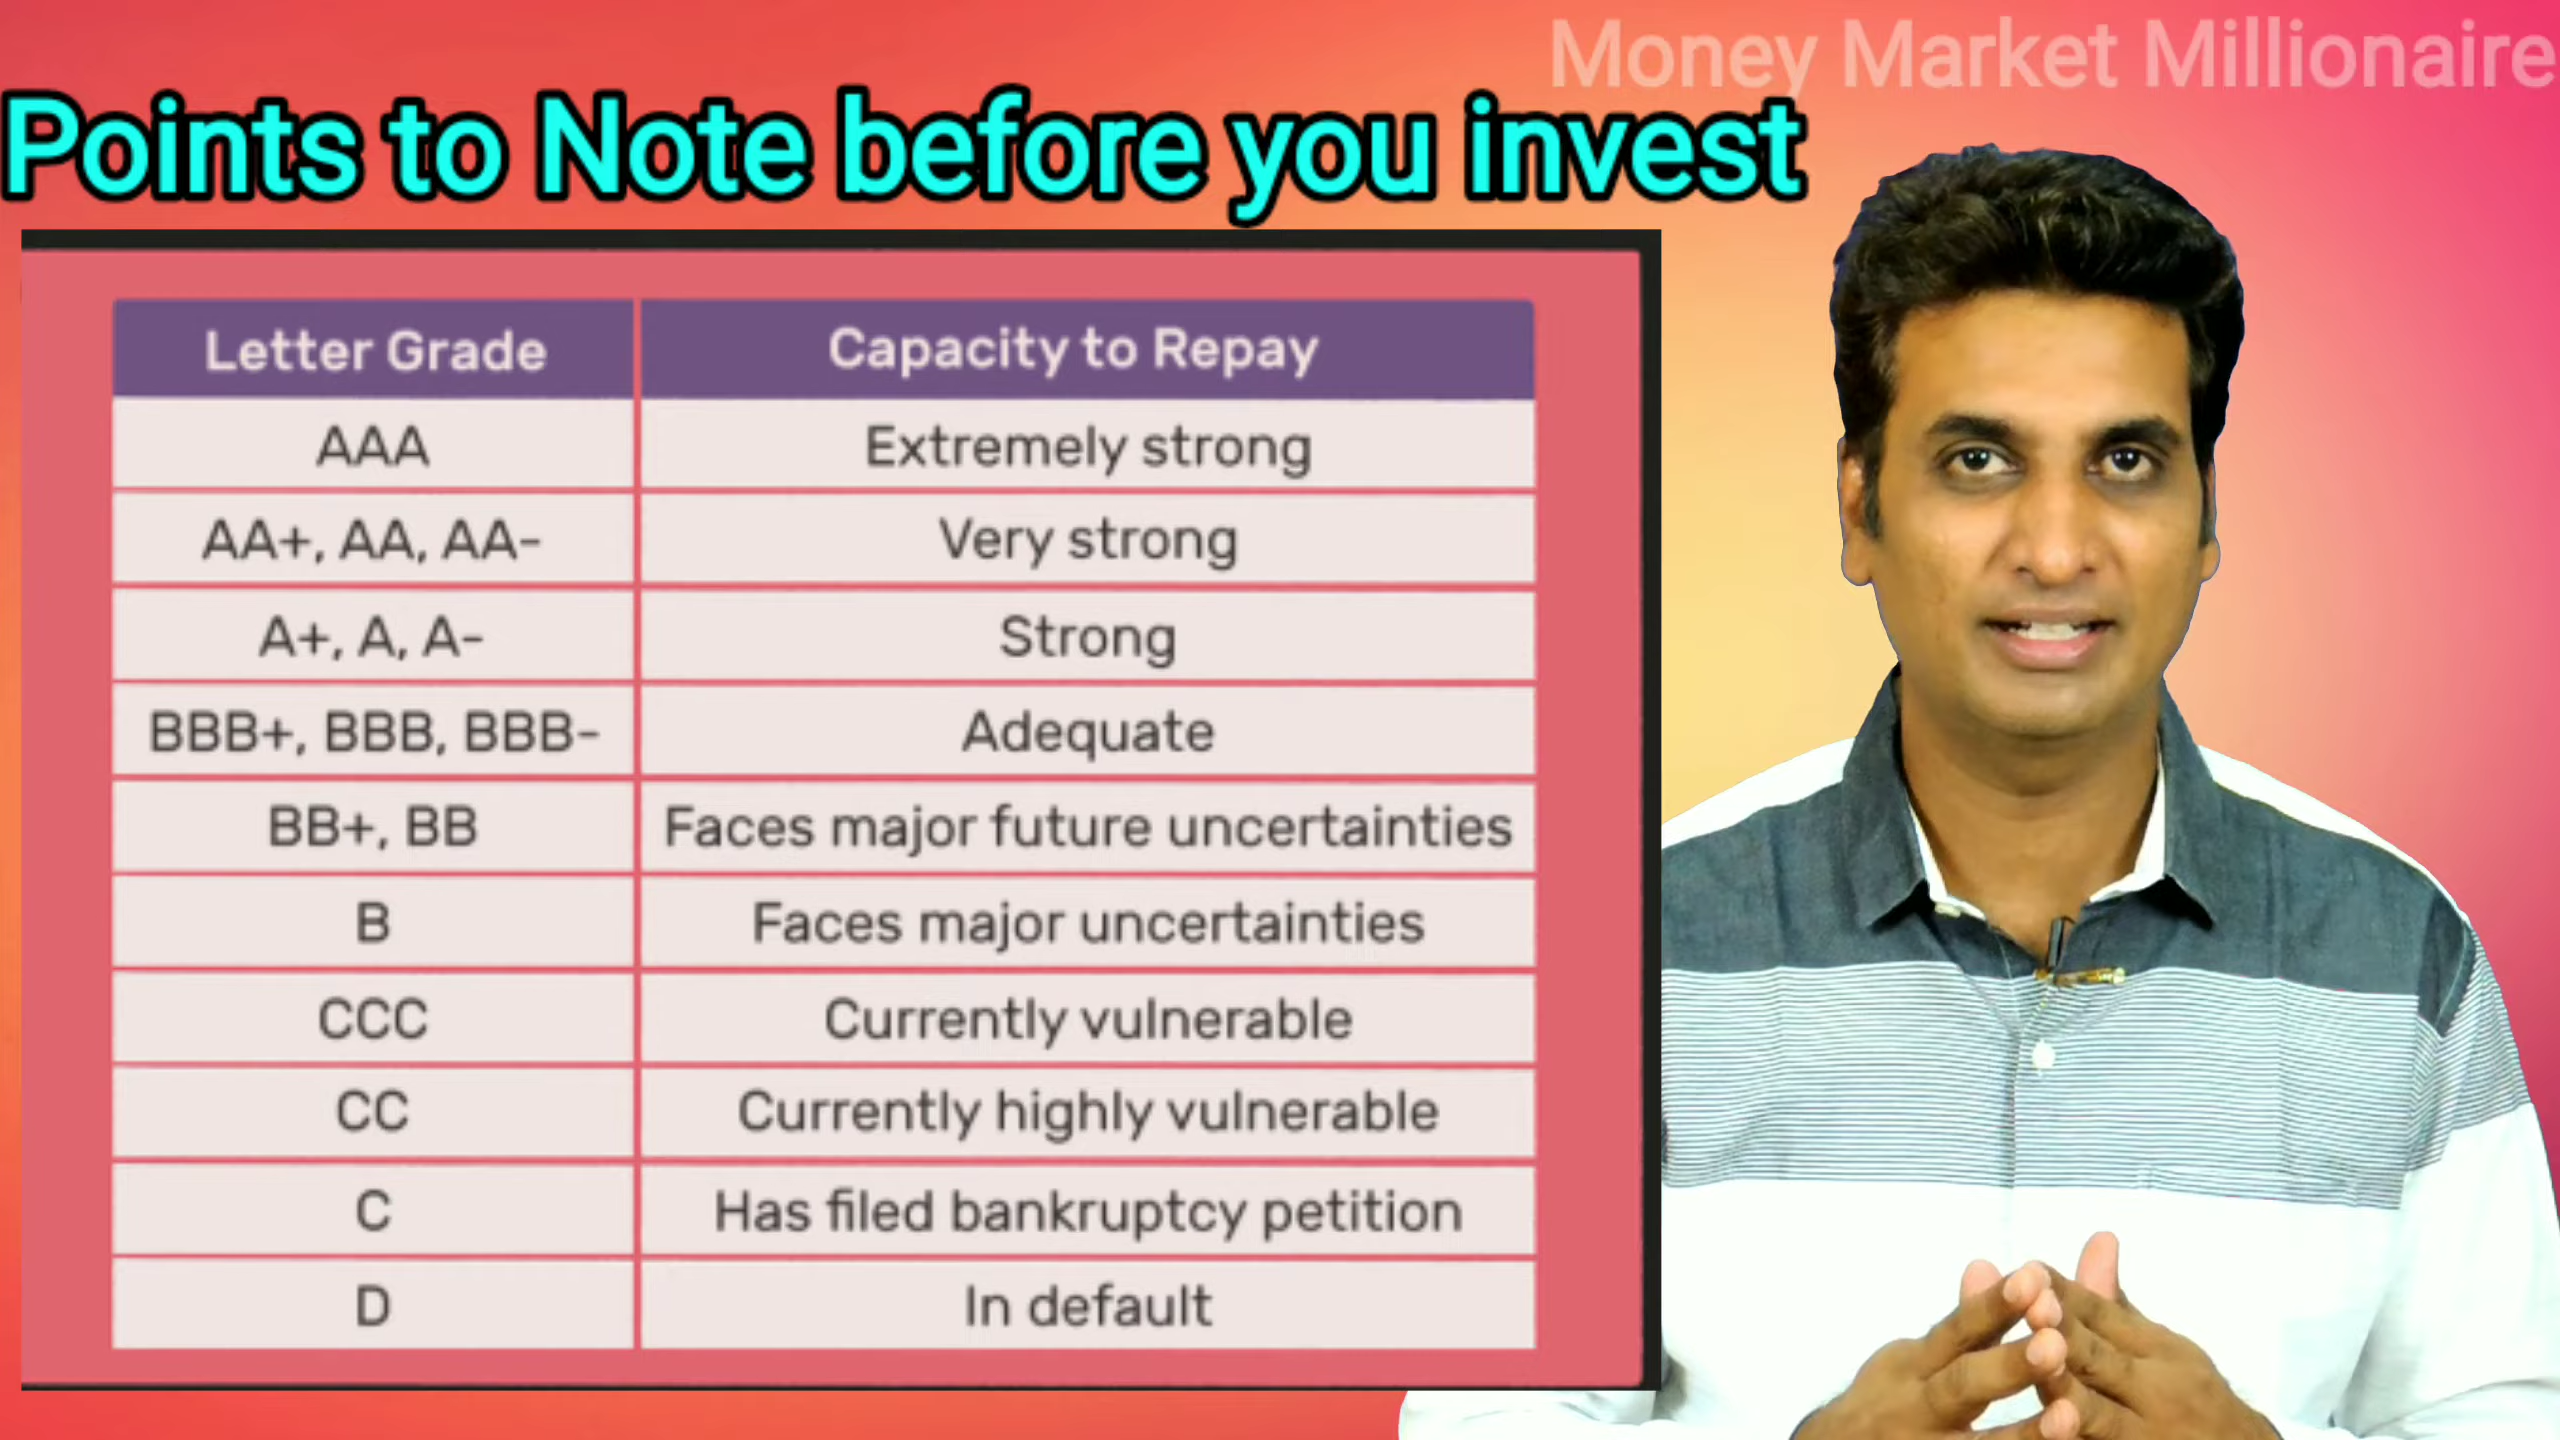 Money Market Millionaire
Points to Note before you invest
Letter Grade Capacity to Repay
AAA Extremely strong
AA+, AA, AA- Very strong
A+, A, A- Strong
BBB+, BBB, BBB- Adequate
BB+, BB Faces major future uncertainties
B Faces major uncertainties
CCC Currently vulnerable
CC Currently highly vulnerable
C Has filed bankruptcy petition
D In default